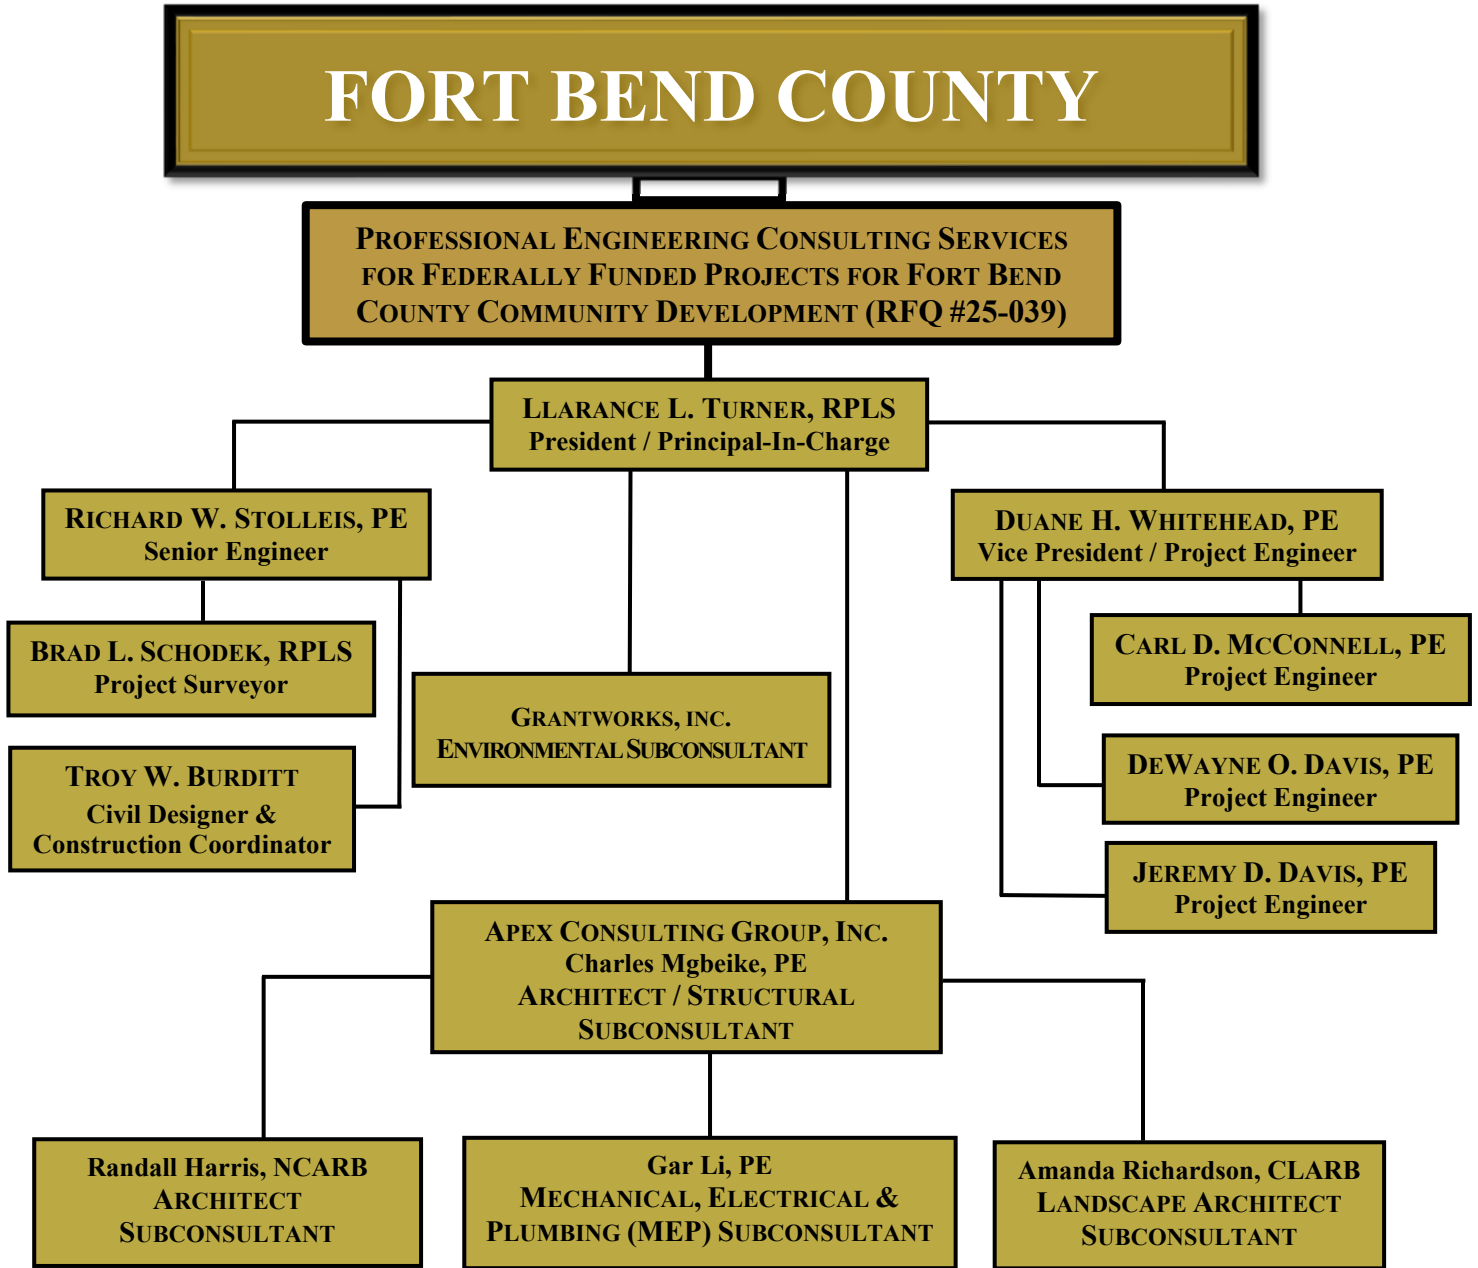 FORT BEND COUNTY
PROFESSIONAL ENGINEERING CONSULTING SERVICES
FOR FEDERALLY FUNDED PROJECTS FOR FORT BEND
COUNTY COMMUNITY DEVELOPMENT (RFQ #25-039)
LLARANCE L. TURNER, RPLS
President / Principal-In-Charge
RICHARD W. STOLLEIS, PE
Senior Engineer
DUANE H. WHITEHEAD, PE
Vice President / Project Engineer
BRAD L. SCHODEK, RPLS
Project Surveyor
CARL D. MCCONNELL, PE
Project Engineer
GRANTWORKS, INC.
ENVIRONMENTAL SUBCONSULTANT
TROY W. BURDITT
Civil Designer &
Construction Coordinator
DEWAYNE O. DAVIS, PE
Project Engineer
JEREMY D. DAVIS, PE
Project Engineer
APEX CONSULTING GROUP, INC.
Charles Mgbeike, PE
ARCHITECT / STRUCTURAL
SUBCONSULTANT
Randall Harris, NCARB
ARCHITECT
SUBCONSULTANT
Gar Li, PE
MECHANICAL, ELECTRICAL &
PLUMBING (MEP) SUBCONSULTANT
Amanda Richardson, CLARB
LANDSCAPE ARCHITECT
SUBCONSULTANT